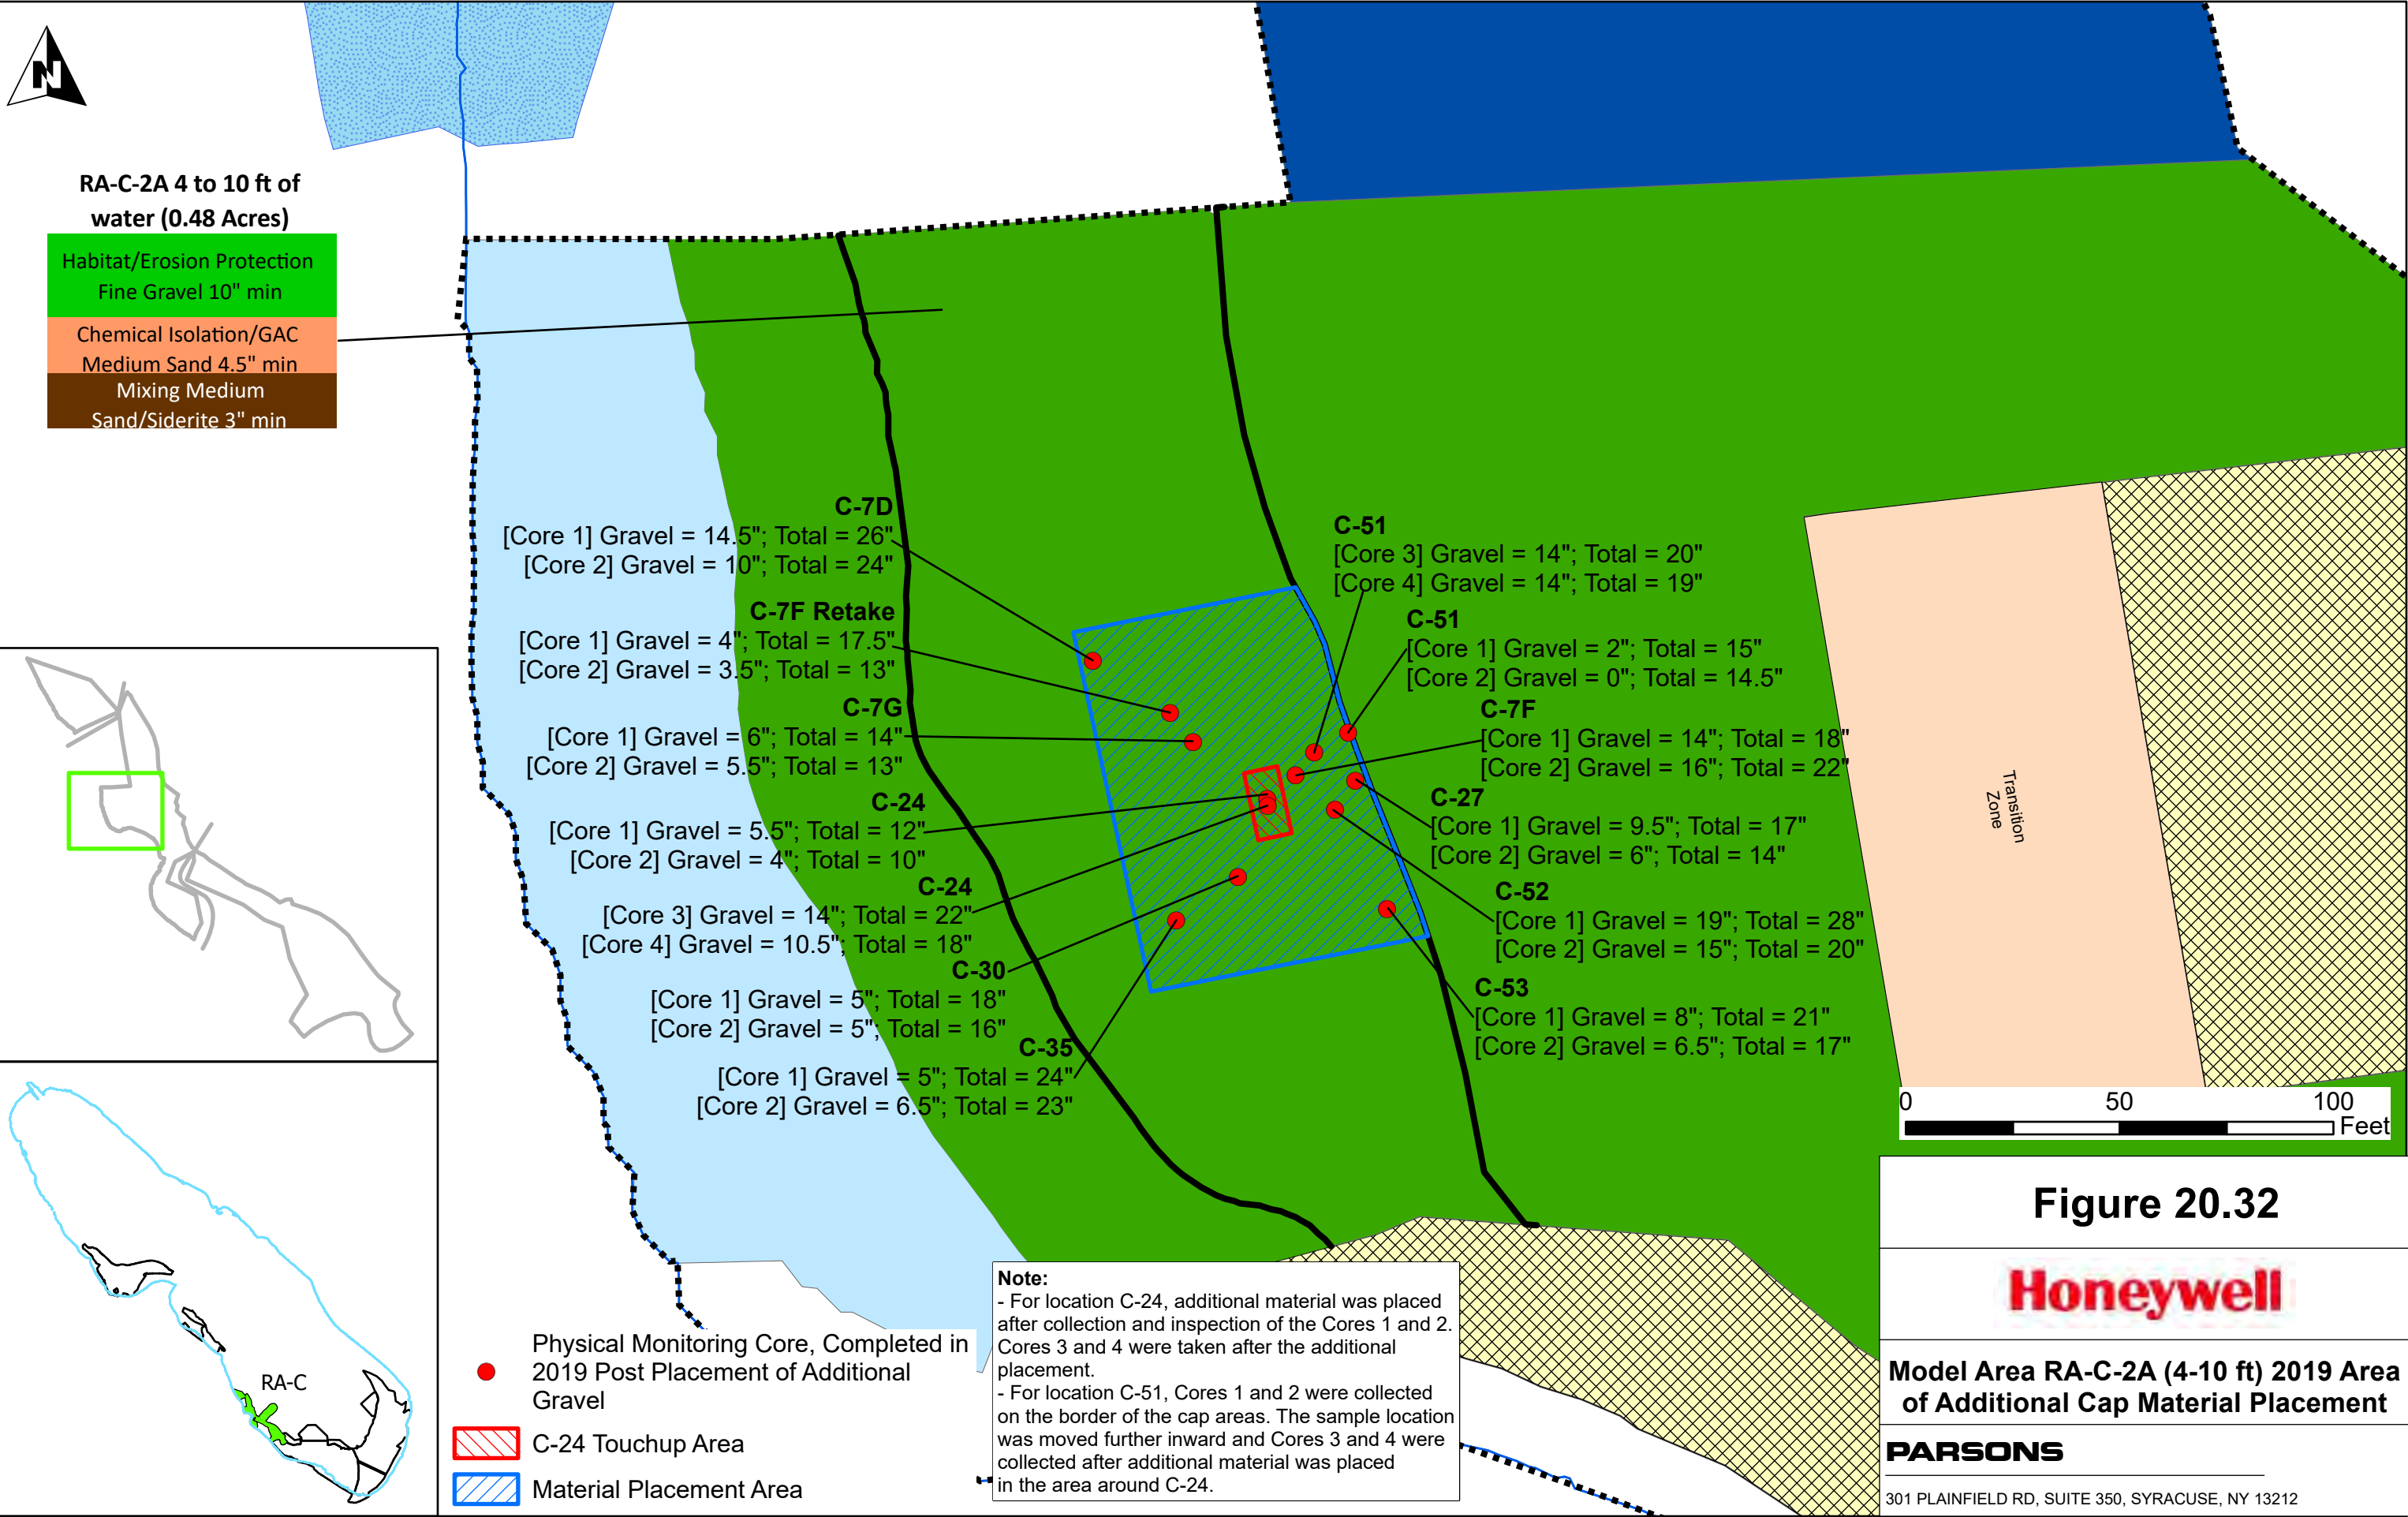 N
RA-C-2A 4 to 10 ft of
water (0.48 Acres)
Habitat/Erosion Protection
Fine Gravel 10" min
Chemical Isolation/GAC
Medium Sand 4.5" min
Mixing Medium
Sand/Siderite 3" min
C-7D
[Core 1] Gravel = 14.5"; Total = 26"
[Core 2] Gravel = 10"; Total = 24"
C-7F Retake
[Core 1] Gravel = 4"; Total = 17.5"
[Core 2] Gravel = 3.5"; Total = 13"
C-7G
[Core 1] Gravel = 6"; Total = 14"
[Core 2] Gravel = 5.5"; Total = 13"
C-24
[Core 1] Gravel = 5.5"; Total = 12"
[Core 2] Gravel = 4"; Total = 10"
C-24
[Core 3] Gravel = 14"; Total = 22"
[Core 4] Gravel = 10.5"; Total = 18"
C-30
[Core 1] Gravel = 5"; Total = 18"
[Core 2] Gravel = 5"; Total = 16"
C-35
[Core 1] Gravel = 5"; Total = 24"
[Core 2] Gravel = 6.5"; Total = 23"
C-51
[Core 3] Gravel = 14"; Total = 20"
[Core 4] Gravel = 14"; Total = 19"
C-51
[Core 1] Gravel = 2"; Total = 15"
[Core 2] Gravel = 0"; Total = 14.5"
C-7F
[Core 1] Gravel = 14"; Total = 18"
[Core 2] Gravel = 16"; Total = 22"
C-27
[Core 1] Gravel = 9.5"; Total = 17"
[Core 2] Gravel = 6"; Total = 14"
C-52
[Core 1] Gravel = 19"; Total = 28"
[Core 2] Gravel = 15"; Total = 20"
C-53
[Core 1] Gravel = 8"; Total = 21"
[Core 2] Gravel = 6.5"; Total = 17"
Transition
Zone
0 50 100
Feet
RA-C
Physical Monitoring Core, Completed in
2019 Post Placement of Additional
Gravel
C-24 Touchup Area
Material Placement Area
Note:
- For location C-24, additional material was placed
after collection and inspection of the Cores 1 and 2.
Cores 3 and 4 were taken after the additional
placement.
- For location C-51, Cores 1 and 2 were collected
on the border of the cap areas. The sample location
was moved further inward and Cores 3 and 4 were
collected after additional material was placed
in the area around C-24.
Figure 20.32
Honeywell
Model Area RA-C-2A (4-10 ft) 2019 Area
of Additional Cap Material Placement
PARSONS
301 PLAINFIELD RD, SUITE 350, SYRACUSE, NY 13212